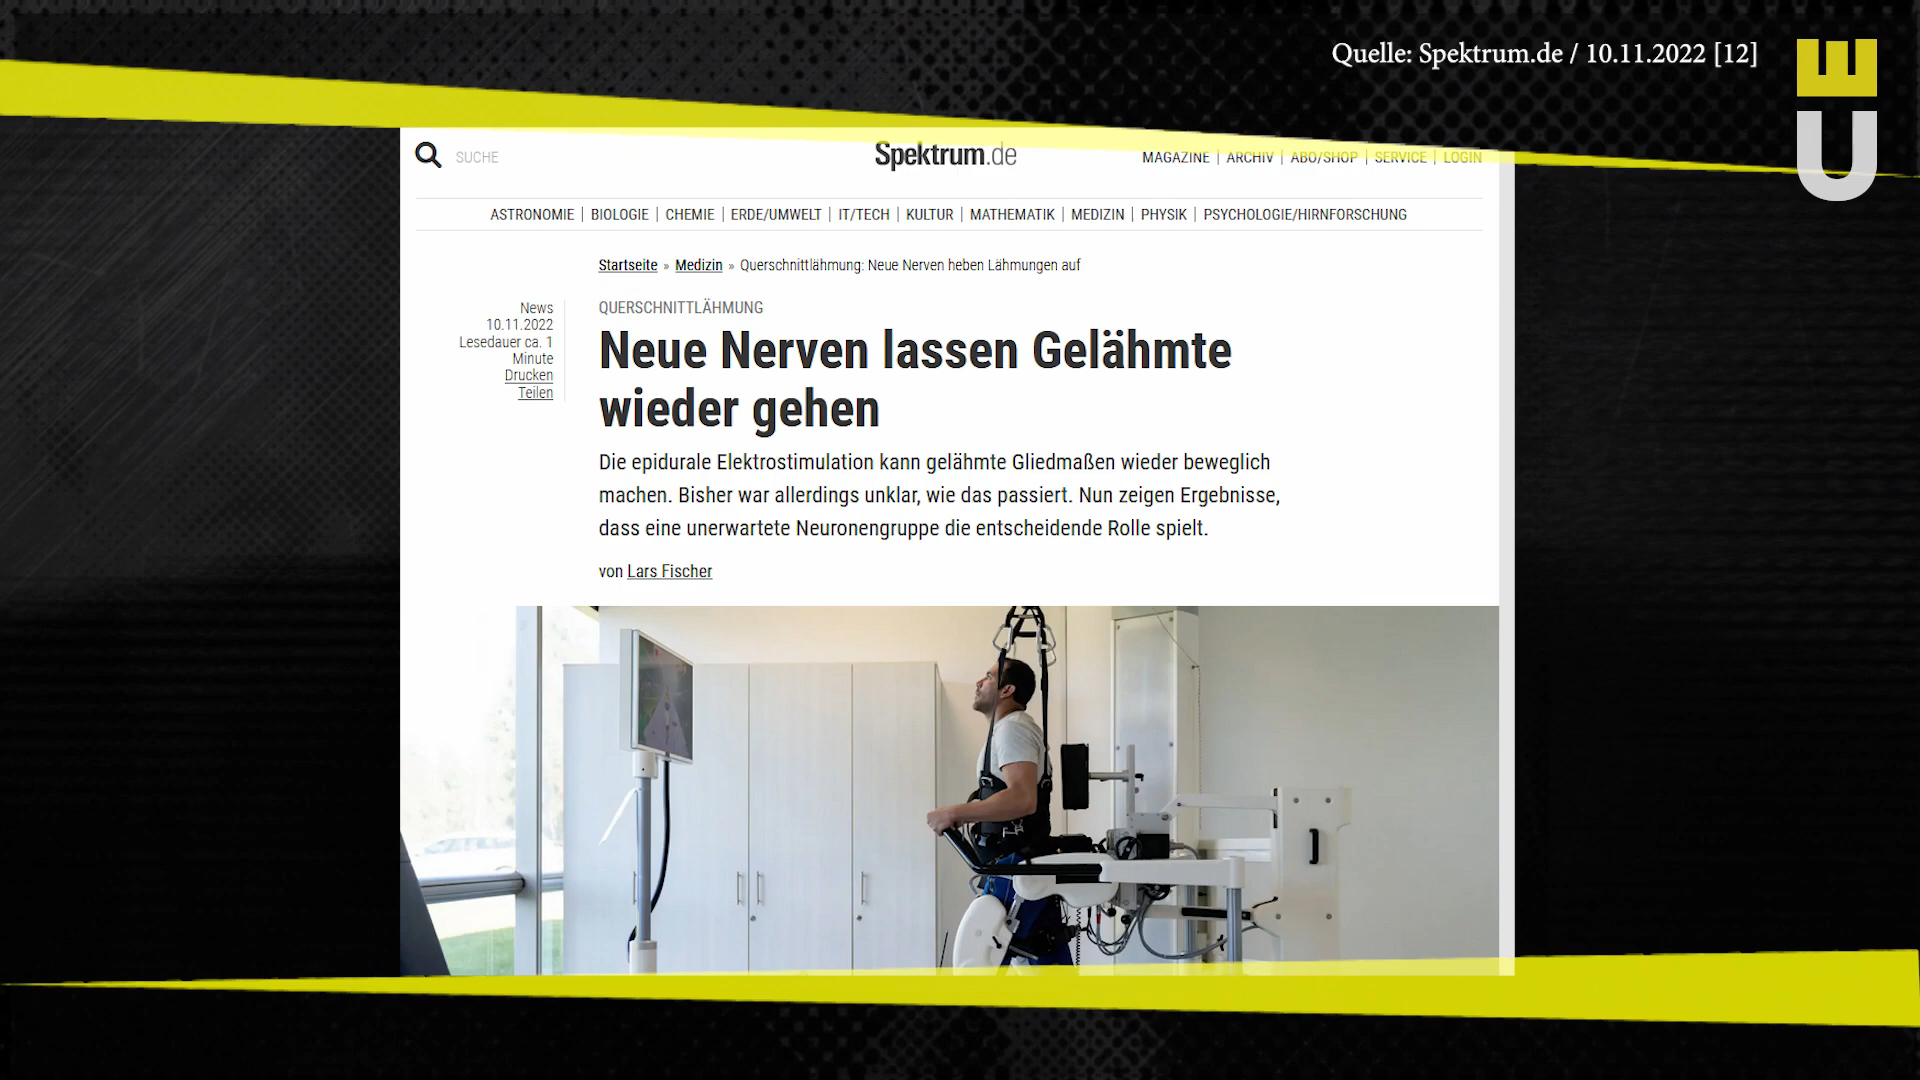 Quelle: Spektrum.de / 10.11.2022 [12]
EU
SUCHE
Spektrum.de
MAGAZINE | ARCHIV | ABO/SHOP | SERVICE | LOGIN
ASTRONOMIE | BIOLOGIE | CHEMIE | ERDE/UMWELT | IT/TECH | KULTUR | MATHEMATIK | MEDIZIN | PHYSIK | PSYCHOLOGIE/HIRNFORSCHUNG
Startseite » Medizin » Querschnittlähmung: Neue Nerven heben Lähmungen auf
News
10.11.2022
Lesedauer ca. 1
Minute
Drucken
Teilen
QUERSCHNITTLÄHMUNG
Neue Nerven lassen Gelähmte
wieder gehen
Die epidurale Elektrostimulation kann gelähmte Gliedmaßen wieder beweglich
machen. Bisher war allerdings unklar, wie das passiert. Nun zeigen Ergebnisse,
dass eine unerwartete Neuronengruppe die entscheidende Rolle spielt.
von Lars Fischer